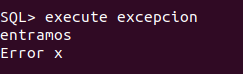 SQL> execute excepcion
entramos
Error x